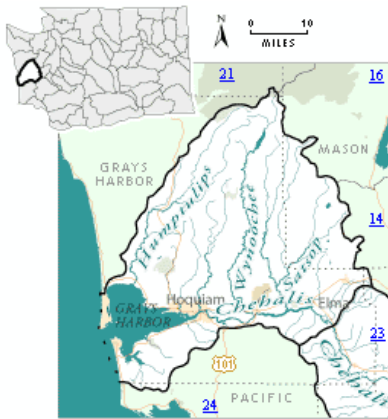 0 10
MILES
21
16
GRAYS
HARBOR
MASON
Humptulips
Wynoochee
Satsop
14
GRAYS
HARBOR
Hoquiam
Chehalis
Elma
23
Chehalis
101
PACIFIC
24